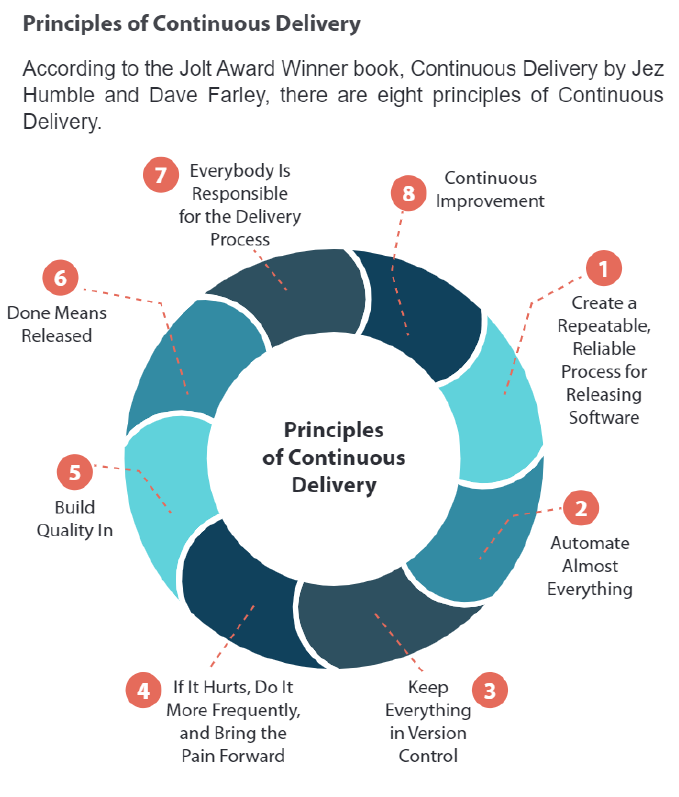 Principles of Continuous Delivery
According to the Jolt Award Winner book, Continuous Delivery by Jez
Humble and Dave Farley, there are eight principles of Continuous
Delivery.
7
Everybody Is
Responsible
for the Delivery
Process
8
Continuous
Improvement
1
Create a
Repeatable,
Reliable
Process for
Releasing
Software
6
Done Means
Released
Principles
of Continuous
Delivery
5
Build
Quality In
2
Automate
Almost
Everything
4
If It Hurts, Do It
More Frequently,
and Bring the
Pain Forward
3
Keep
Everything
in Version
Control